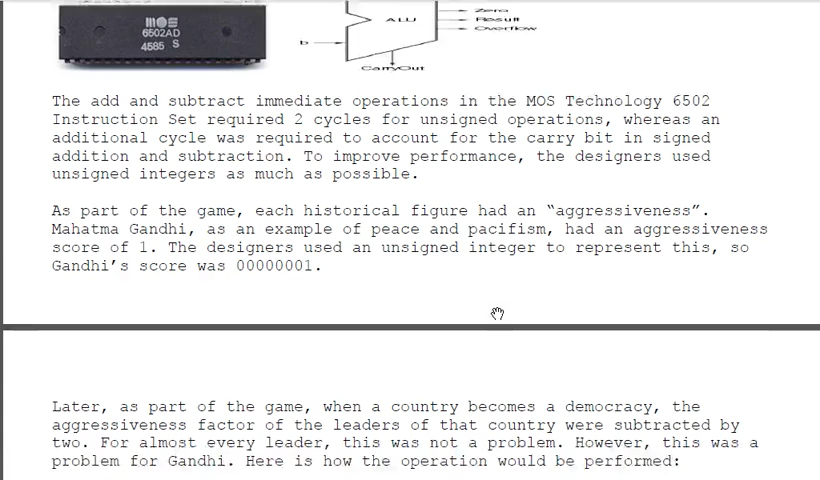 MOS
6502AD
4585 S
ALU
Zero
Result
Overflow
b
CarryOut
The add and subtract immediate operations in the MOS Technology 6502
Instruction Set required 2 cycles for unsigned operations, whereas an
additional cycle was required to account for the carry bit in signed
addition and subtraction. To improve performance, the designers used
unsigned integers as much as possible.
As part of the game, each historical figure had an “aggressiveness”.
Mahatma Gandhi, as an example of peace and pacifism, had an aggressiveness
score of 1. The designers used an unsigned integer to represent this, so
Gandhi’s score was 00000001.
Later, as part of the game, when a country becomes a democracy, the
aggressiveness factor of the leaders of that country were subtracted by
two. For almost every leader, this was not a problem. However, this was a
problem for Gandhi. Here is how the operation would be performed: